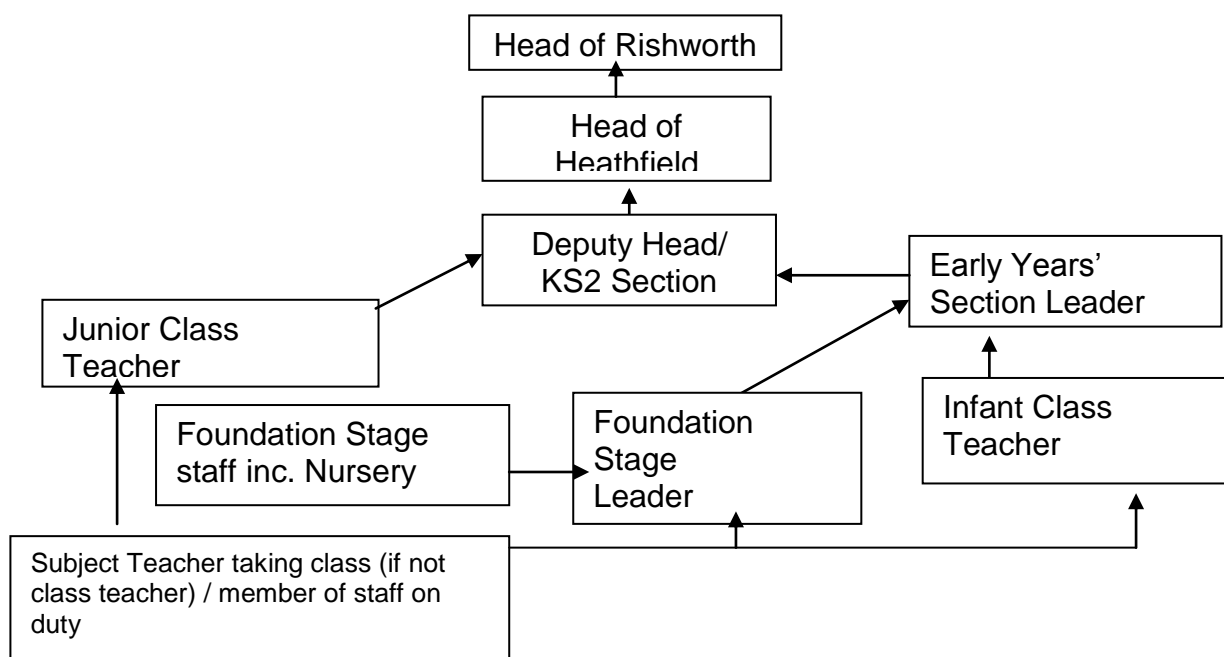 Head of Rishworth
Head of
Heathfield
Deputy Head/
KS2 Section
Early Years’
Section Leader
Junior Class
Teacher
Infant Class
Teacher
Foundation Stage
staff inc. Nursery
Foundation
Stage
Leader
Subject Teacher taking class (if not
class teacher) / member of staff on
duty